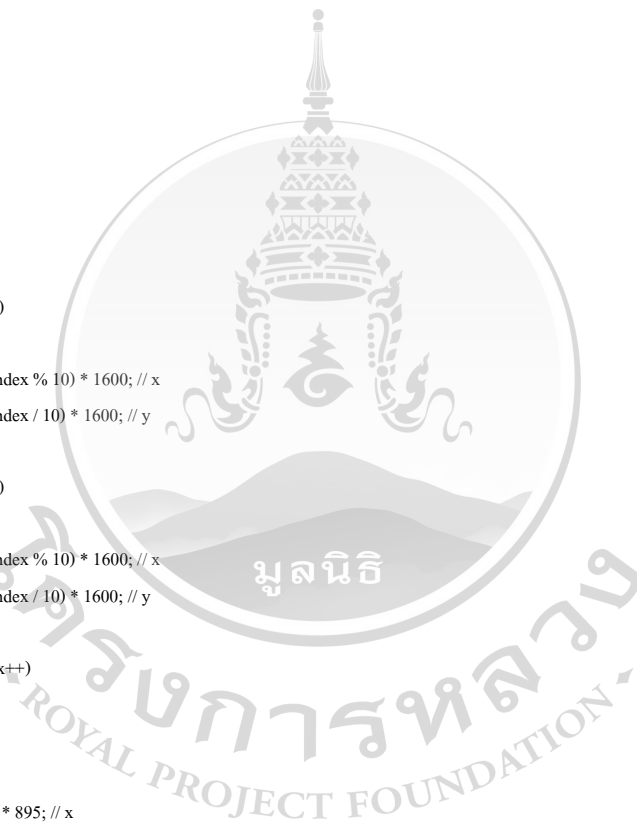 )
ndex % 10) * 1600; // x
ndex / 10) * 1600; // y
)
ndex % 10) * 1600; // x
มูลนิธิ
ndex / 10) * 1600; // y
x++)
โครงการหลวง
ROYAL PROJECT FOUNDATION
* 895; // x